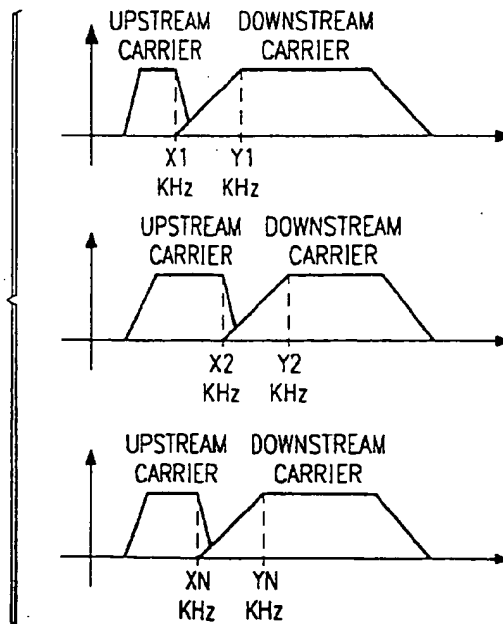 UPSTREAM DOWNSTREAM
CARRIER CARRIER
X1 Y1
KHz KHz
UPSTREAM DOWNSTREAM
CARRIER CARRIER
X2 Y2
KHz KHz
UPSTREAM DOWNSTREAM
CARRIER CARRIER
XN YN
KHz KHz